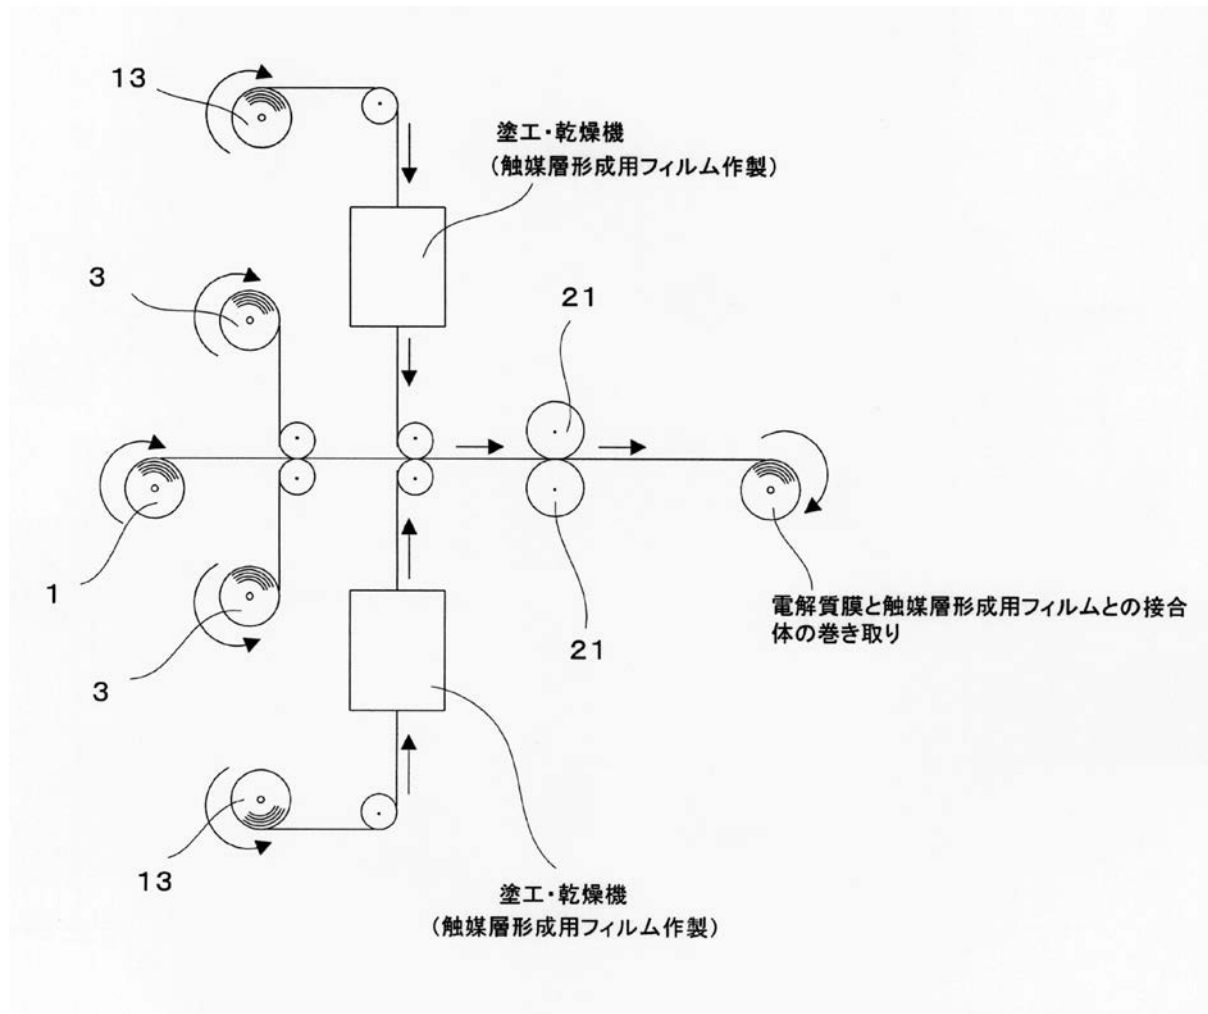 13
塗工・乾燥機
(触媒層形成用フィルム作製)
3
21
1
電解質膜と触媒層形成用フィルムとの接合
体の巻き取り
21
3
13
塗工・乾燥機
(触媒層形成用フィルム作製)